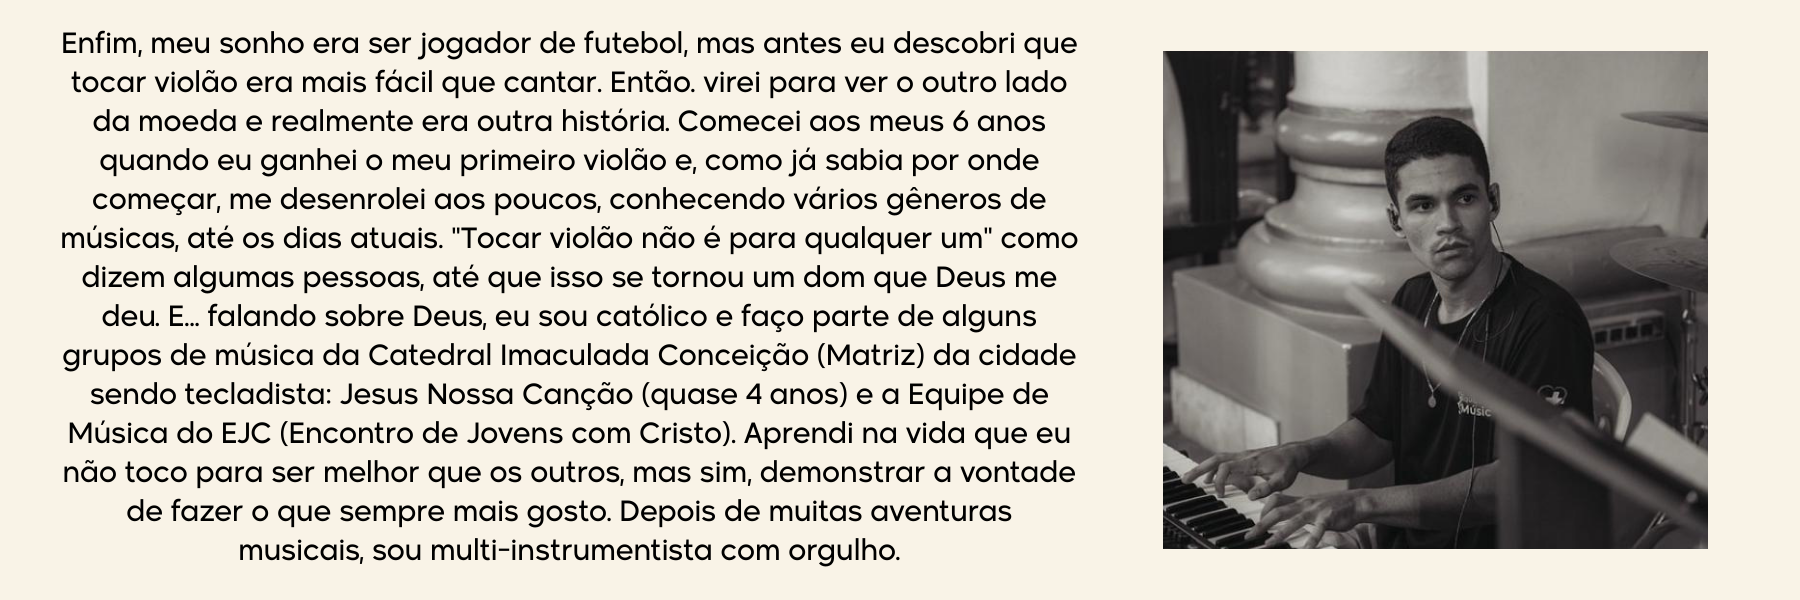 Enfim, meu sonho era ser jogador de futebol, mas antes eu descobri que
tocar violão era mais fácil que cantar. Então. virei para ver o outro lado
da moeda e realmente era outra história. Comecei aos meus 6 anos
quando eu ganhei o meu primeiro violão e, como já sabia por onde
começar, me desenrolei aos poucos, conhecendo vários gêneros de
músicas, até os dias atuais. "Tocar violão não é para qualquer um" como
dizem algumas pessoas, até que isso se tornou um dom que Deus me
deu. E... falando sobre Deus, eu sou católico e faço parte de alguns
grupos de música da Catedral Imaculada Conceição (Matriz) da cidade
sendo tecladista: Jesus Nossa Canção (quase 4 anos) e a Equipe de
Música do EJC (Encontro de Jovens com Cristo). Aprendi na vida que eu
não toco para ser melhor que os outros, mas sim, demonstrar a vontade
de fazer o que sempre mais gosto. Depois de muitas aventuras
musicais, sou multi-instrumentista com orgulho.
Músic